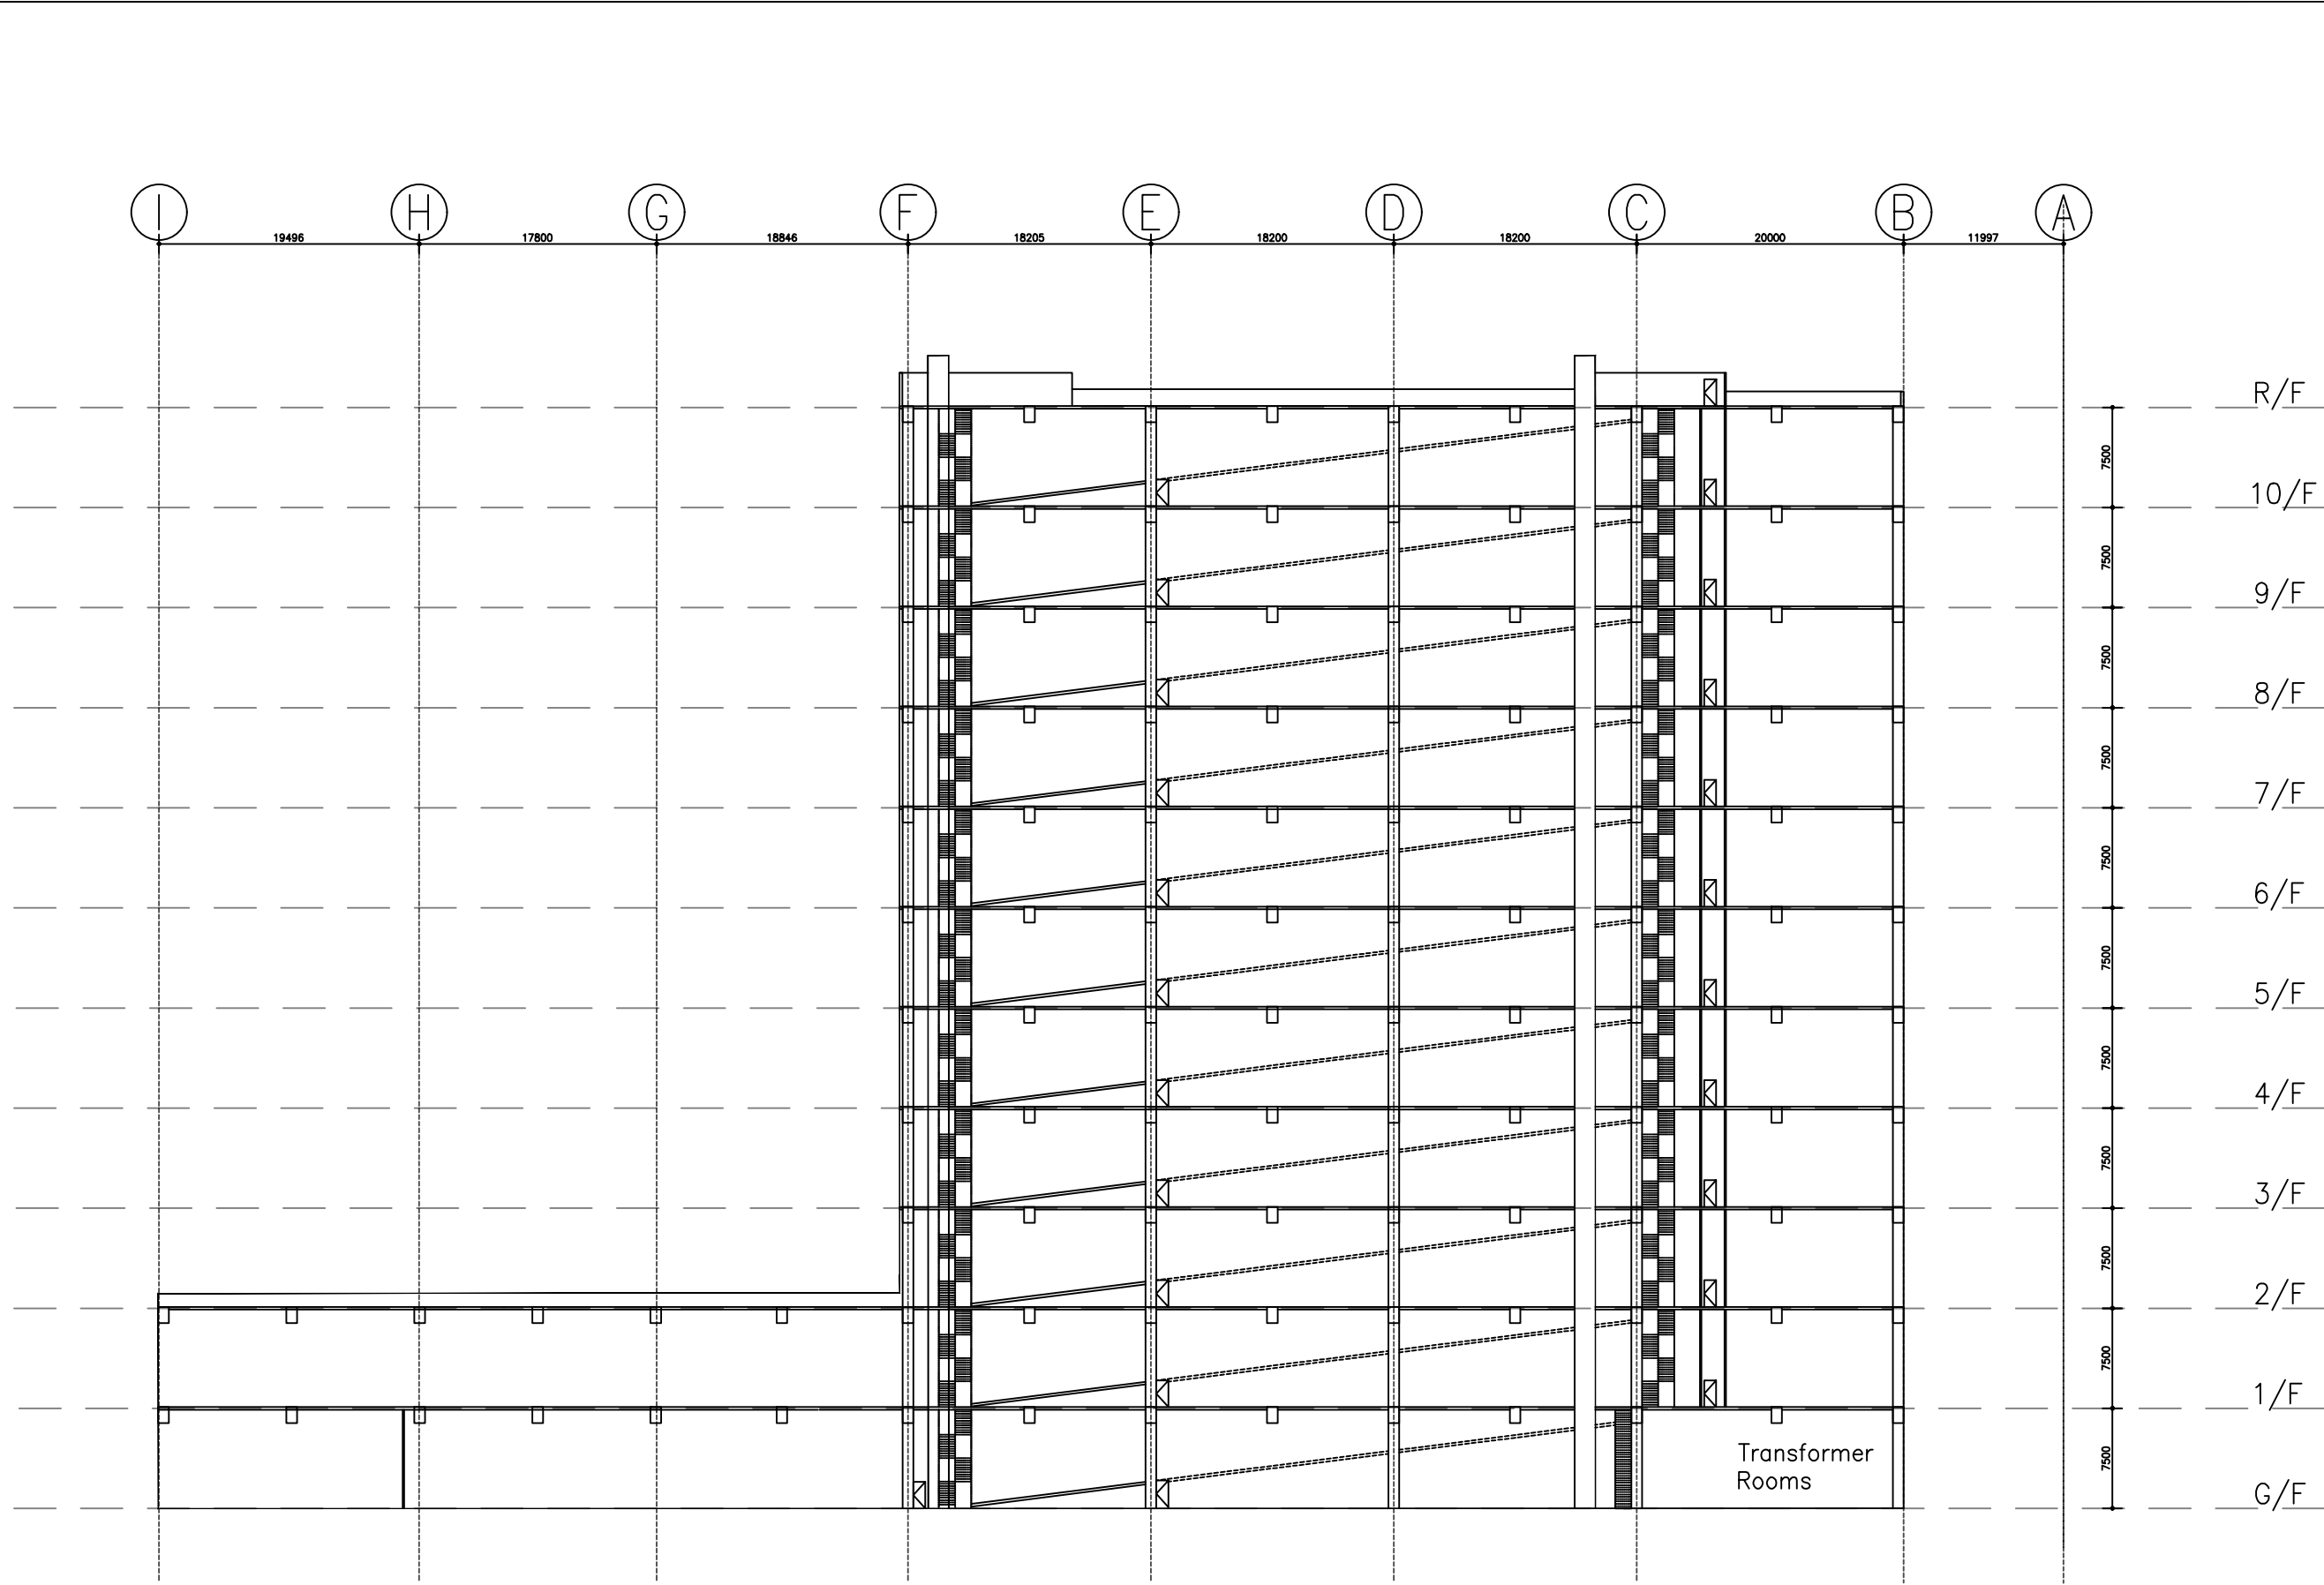 I H G F E D C B A
19496 17800 18846 18205 18200 18200 20000 11997
R/F
7500
10/F
7500
9/F
7500
8/F
7500
7/F
7500
6/F
7500
5/F
7500
4/F
7500
3/F
7500
2/F
7500
1/F
Transformer
Rooms
7500
G/F